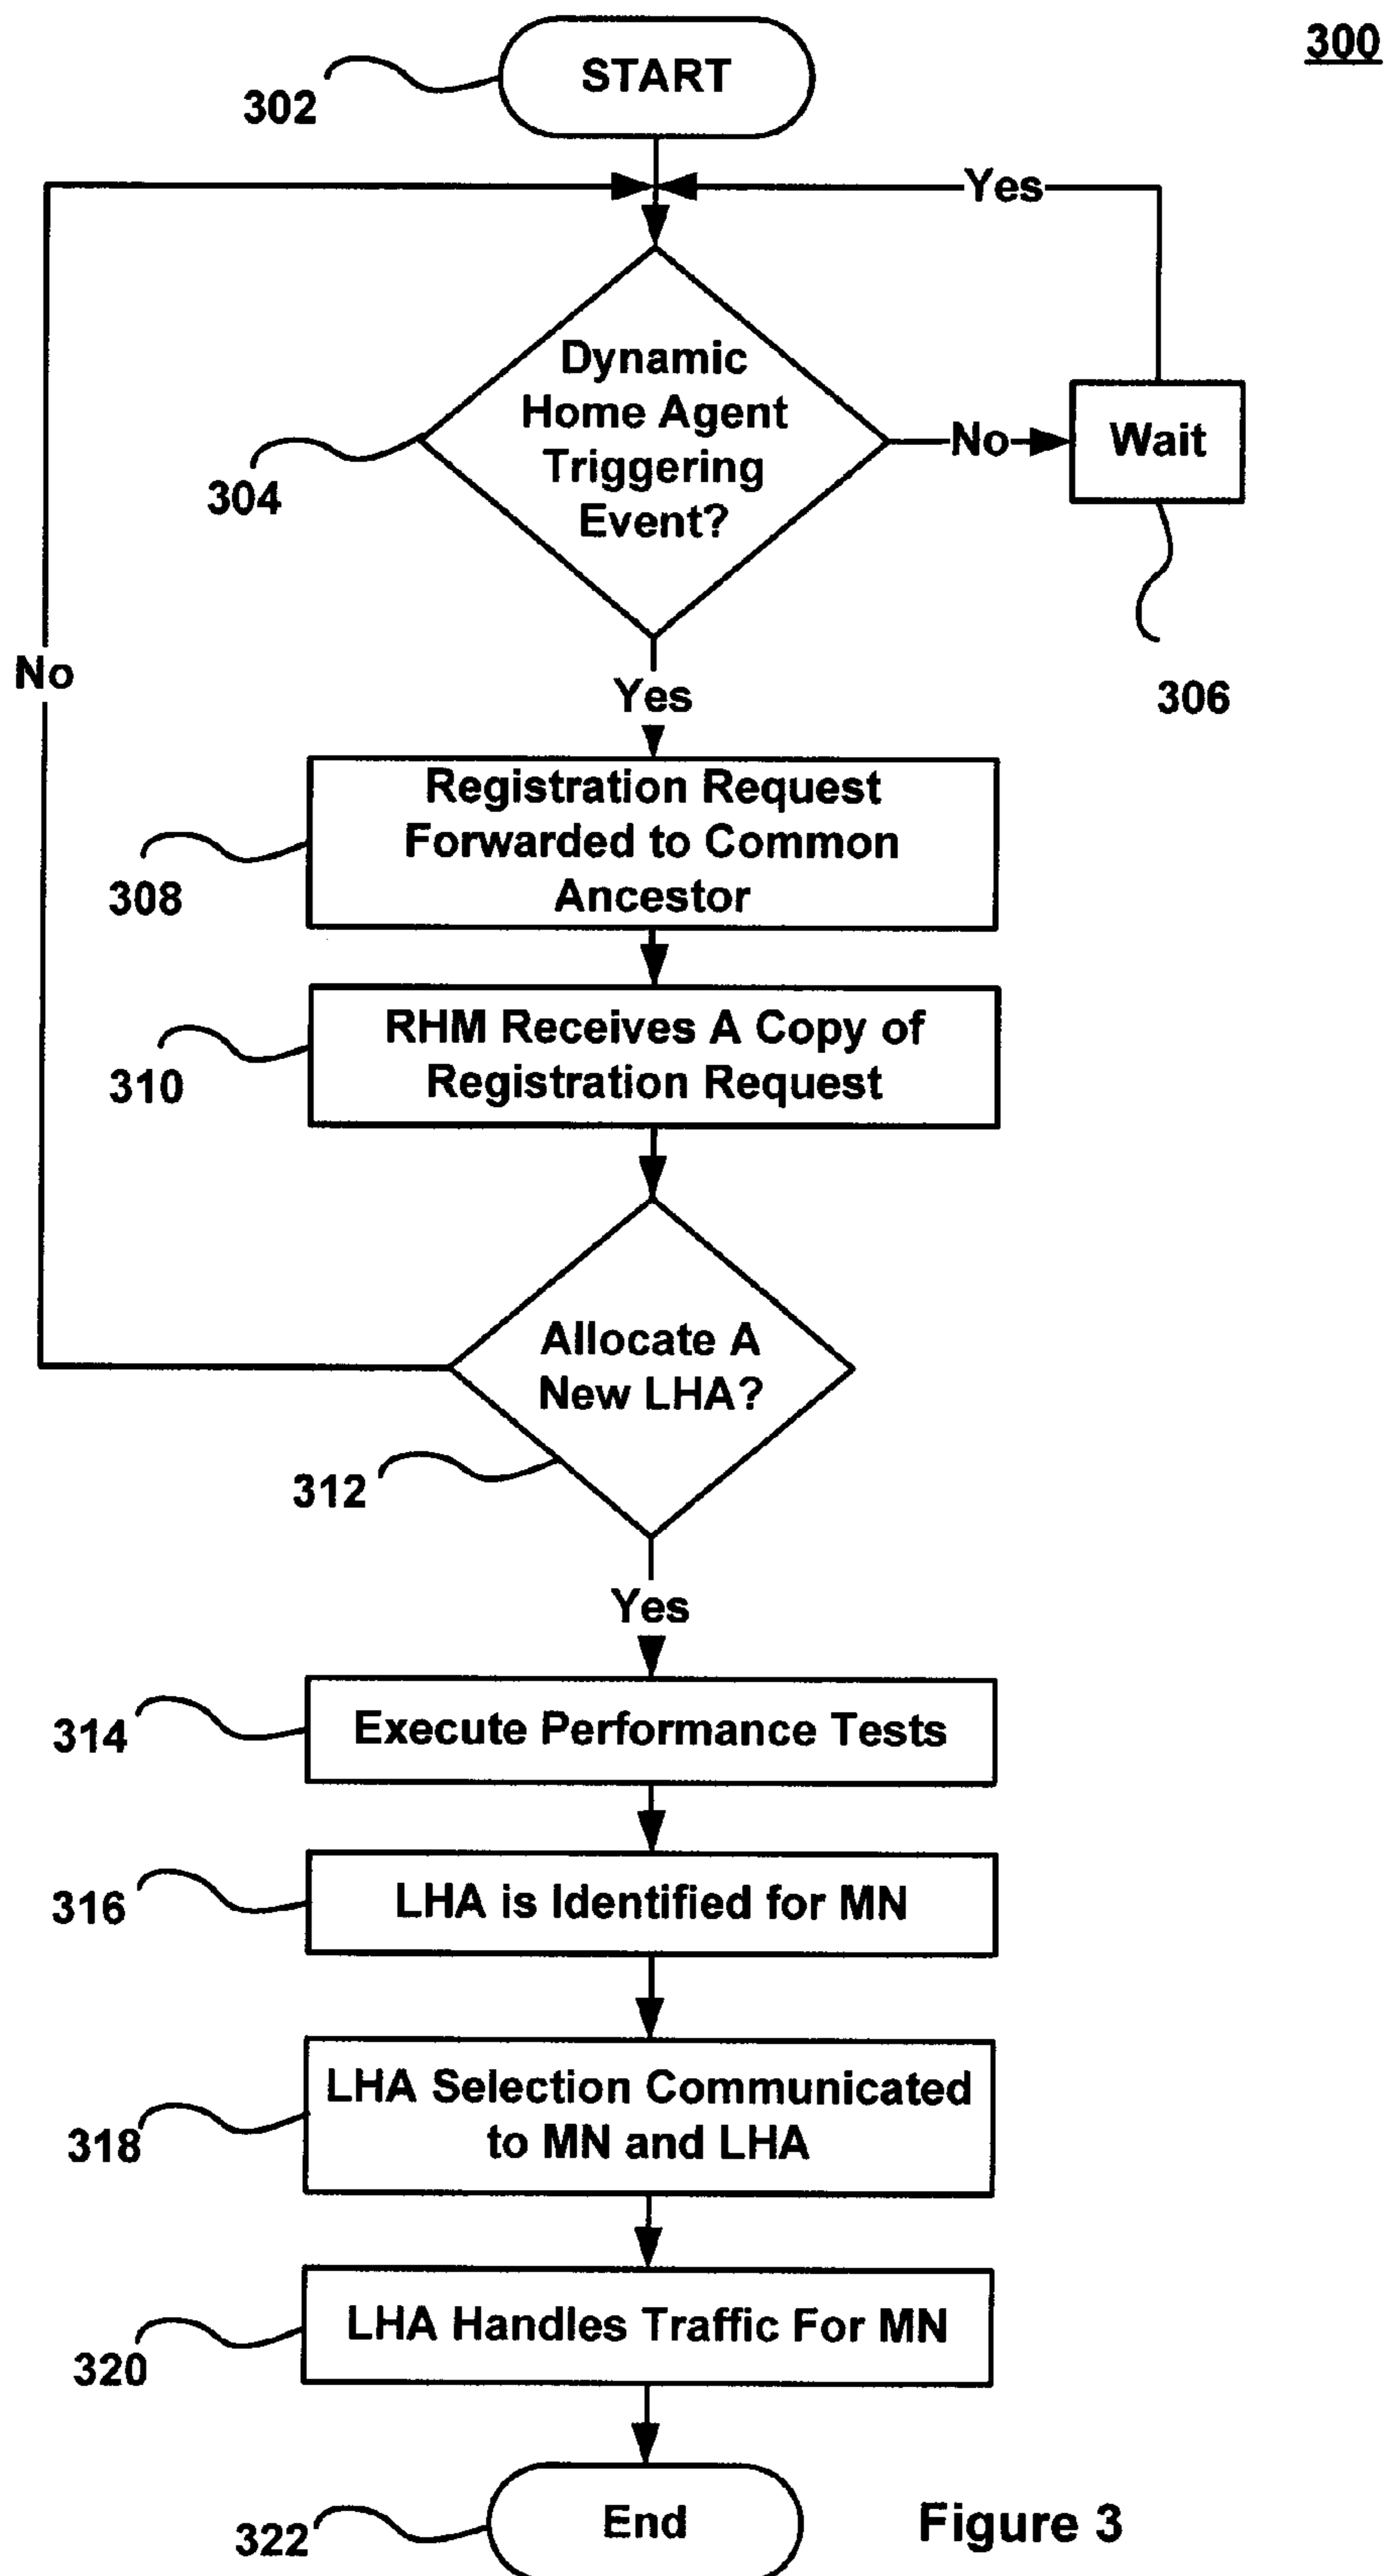 300
START
302
Yes
Dynamic
Home Agent
Triggering
Event?
No
Wait
304
306
No
Yes
Registration Request
Forwarded to Common
Ancestor
308
RHM Receives A Copy of
Registration Request
310
Allocate A
New LHA?
312
Yes
Execute Performance Tests
314
LHA is Identified for MN
316
LHA Selection Communicated
to MN and LHA
318
LHA Handles Traffic For MN
320
End
322
Figure 3